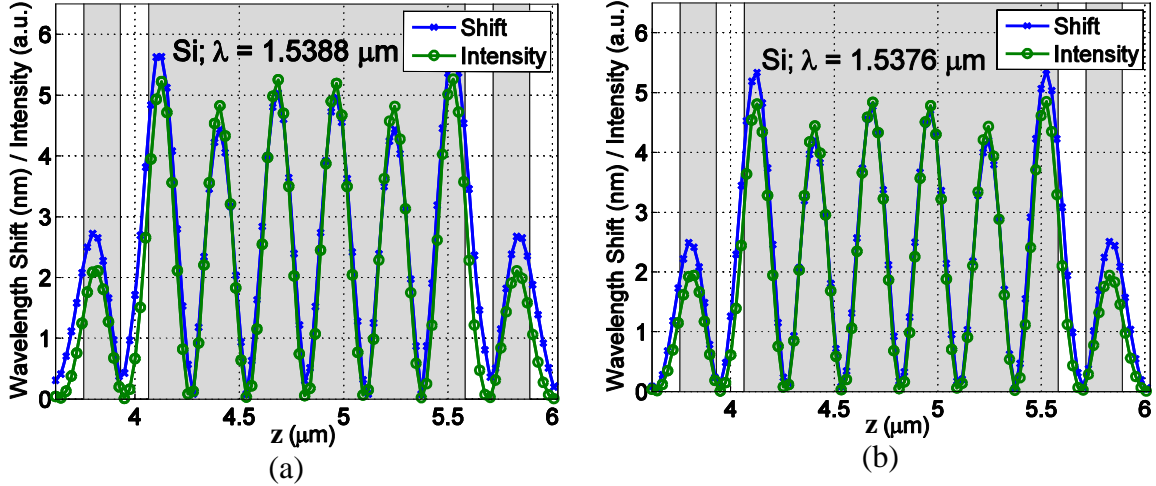 Wavelength Shift (nm) / Intensity (a.u.)
6
5
4
3
2
1
0
Si; λ = 1.5388 μm
Shift
Intensity
4
4.5
5
5.5
6
z (μm)
(a)
Wavelength Shift (nm) / Intensity (a.u.)
6
5
4
3
2
1
0
Si; λ = 1.5376 μm
Shift
Intensity
4
4.5
5
5.5
6
z (μm)
(b)